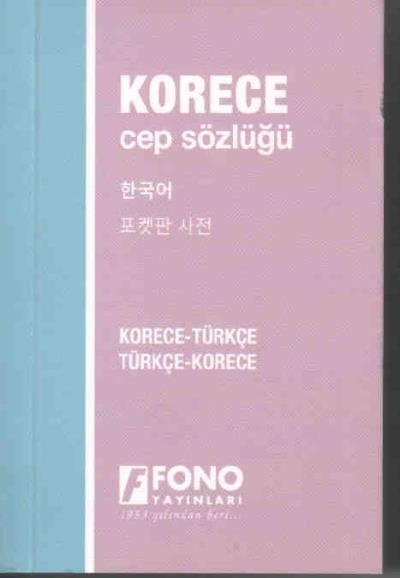 KORECE
cep sözlüğü
한국어
포켓판 사전
KORECE-TÜRKÇE
TÜRKÇE-KORECE
FONO
YAYINLARI
1953 yılından beri...